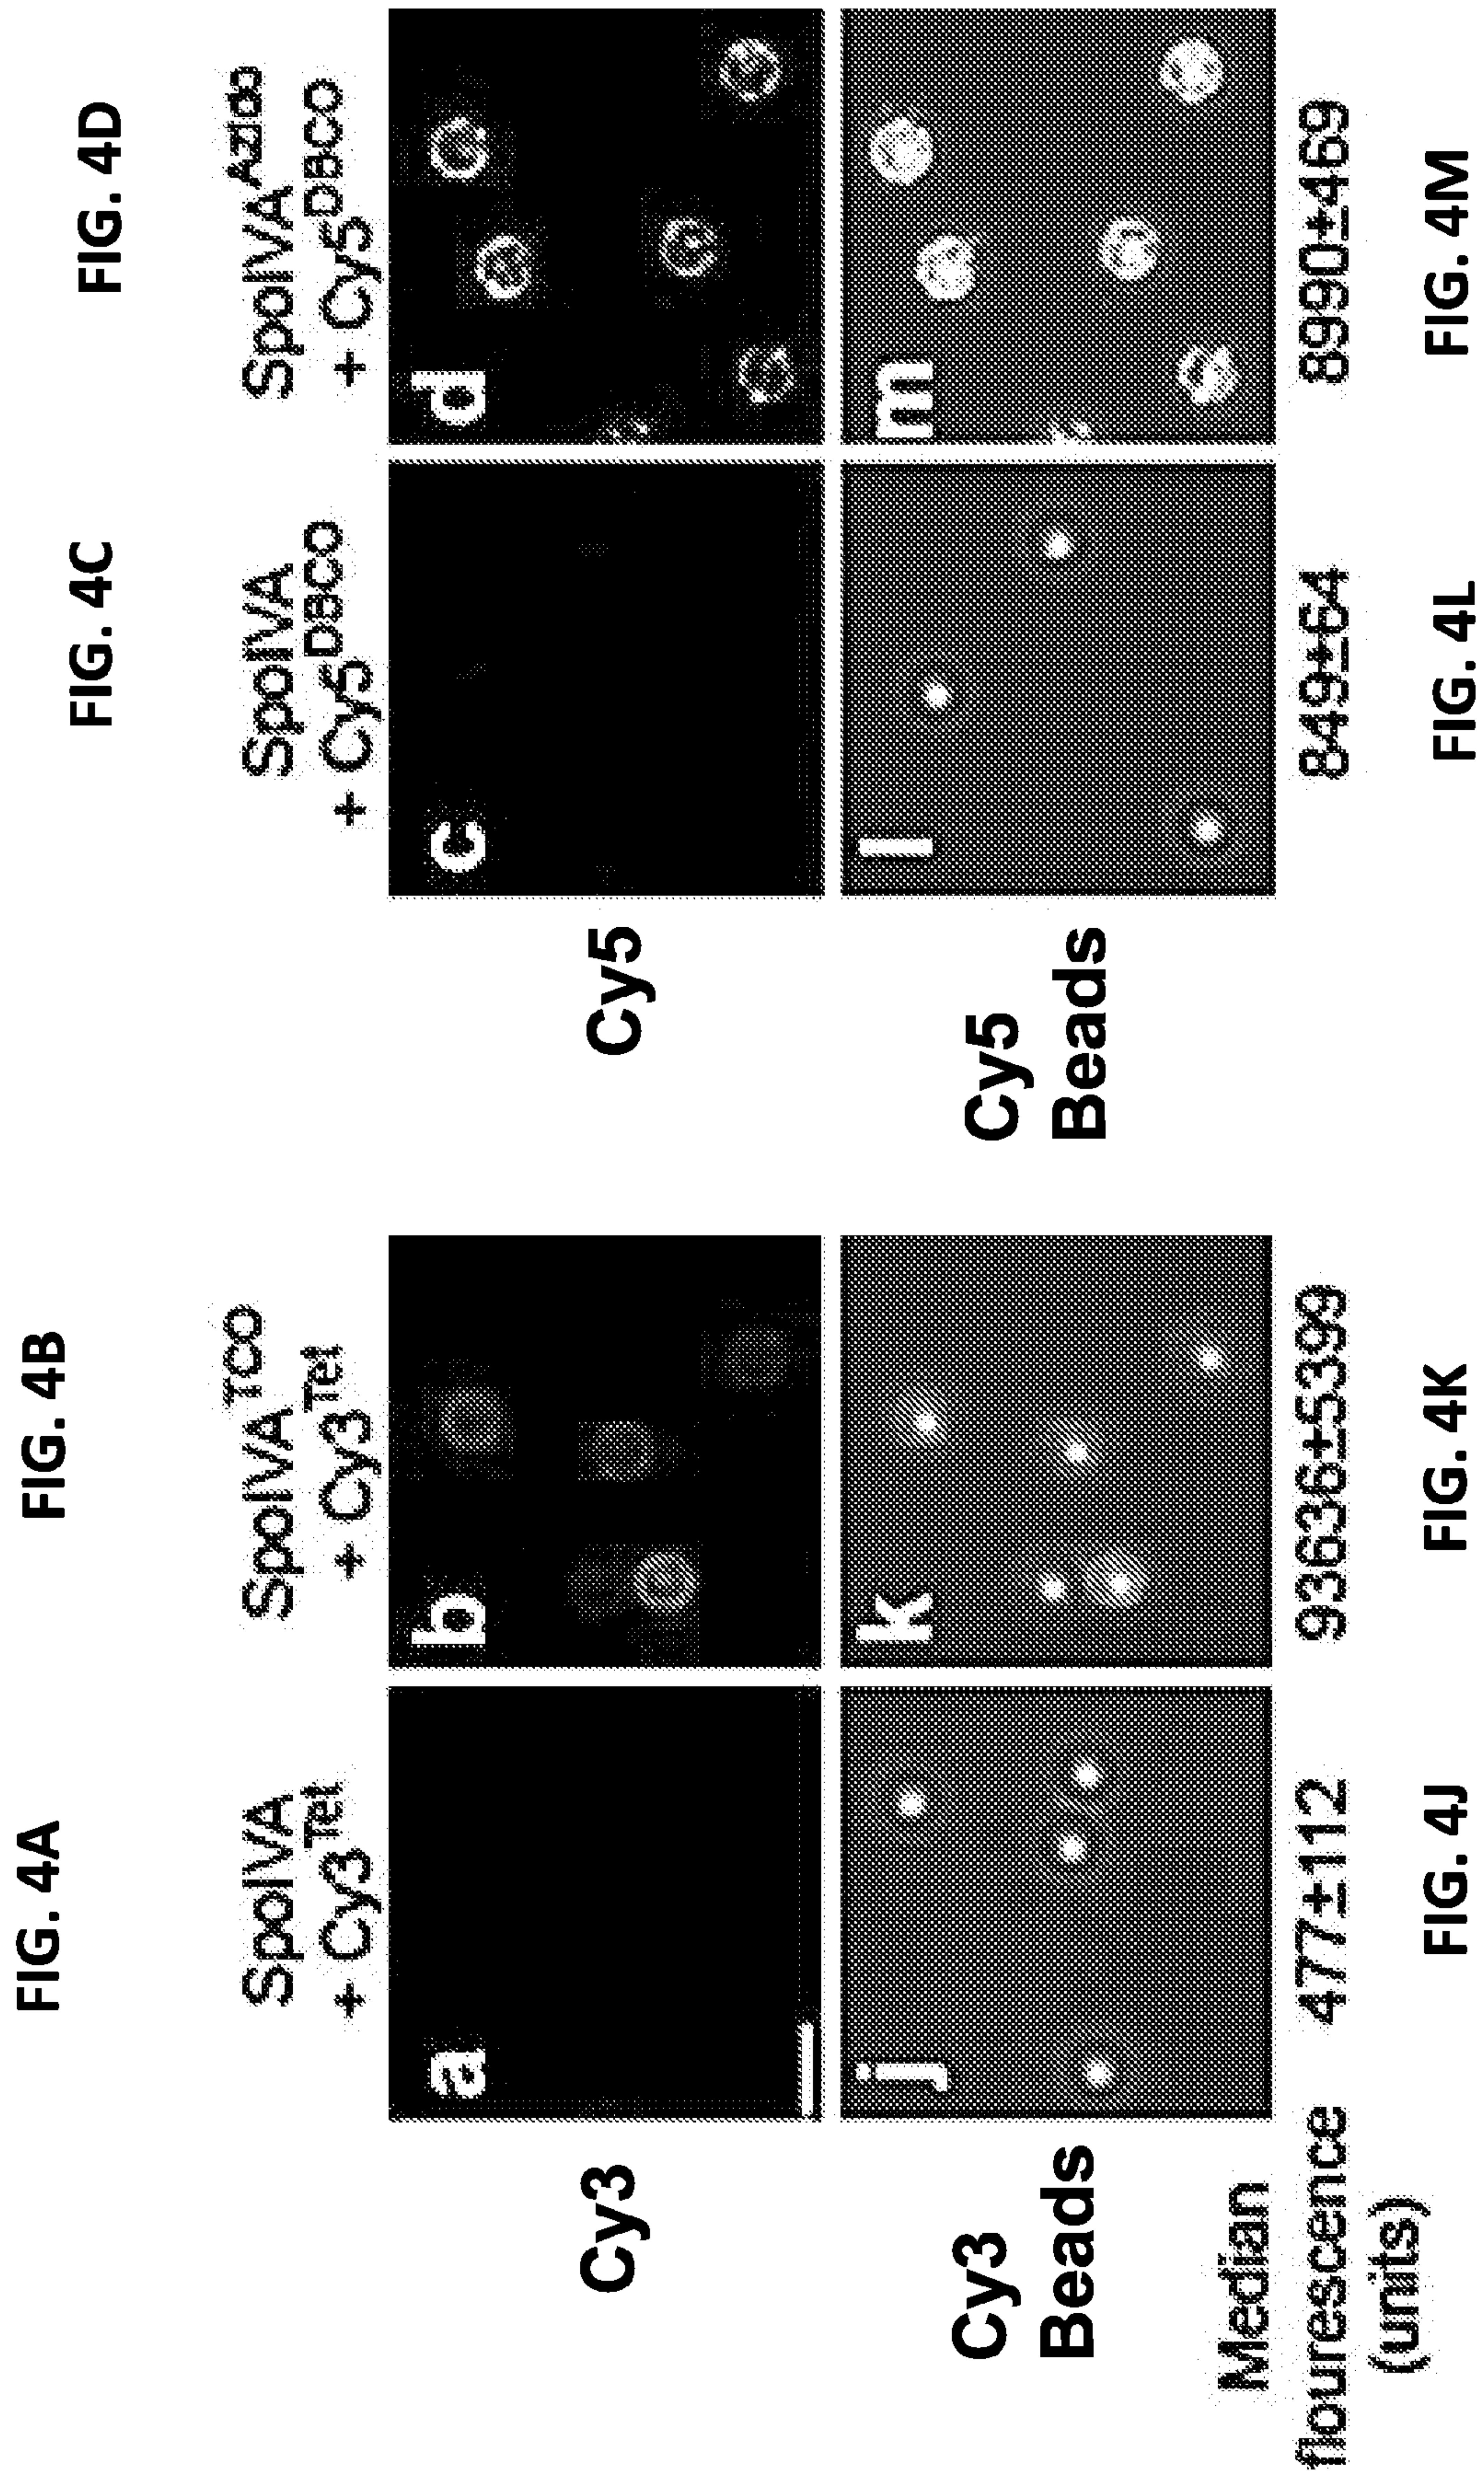 FIG. 4A
FIG. 4B
FIG. 4C
FIG. 4D
SpoIVA
+ Cy3Tet
SpoIVATCO
+ Cy3Tet
SpoIVA
+ Cy5DBCO
SpoIVAAzido
+ Cy5DBCO
Cy3
a
b
Cy5
c
d
Cy3
Beads
j
k
Cy5
Beads
l
m
Median
flourescence
(units)
477±112
93636±5399
849±64
8990±469
FIG. 4J
FIG. 4K
FIG. 4L
FIG. 4M